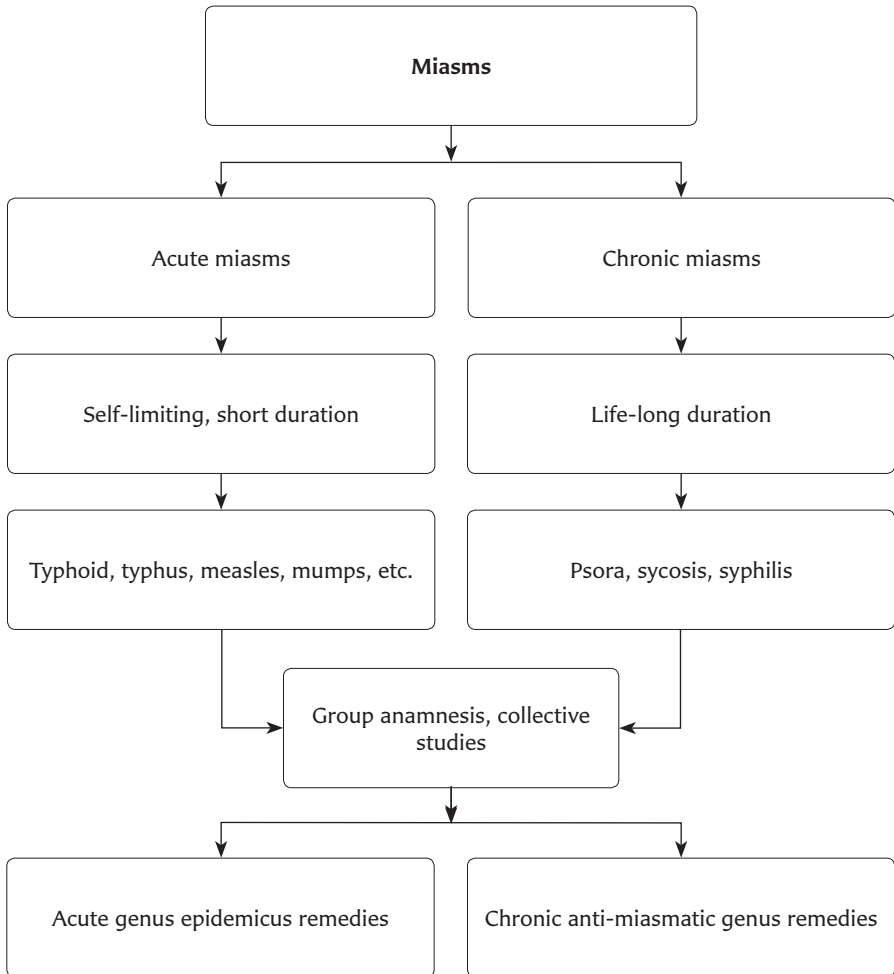 Miasms
Acute miasms
Chronic miasms
Self-limiting, short duration
Life-long duration
Typhoid, typhus, measles, mumps, etc.
Psora, sycosis, syphilis
Group anamnesis, collective
studies
Acute genus epidemicus remedies
Chronic anti-miasmatic genus remedies